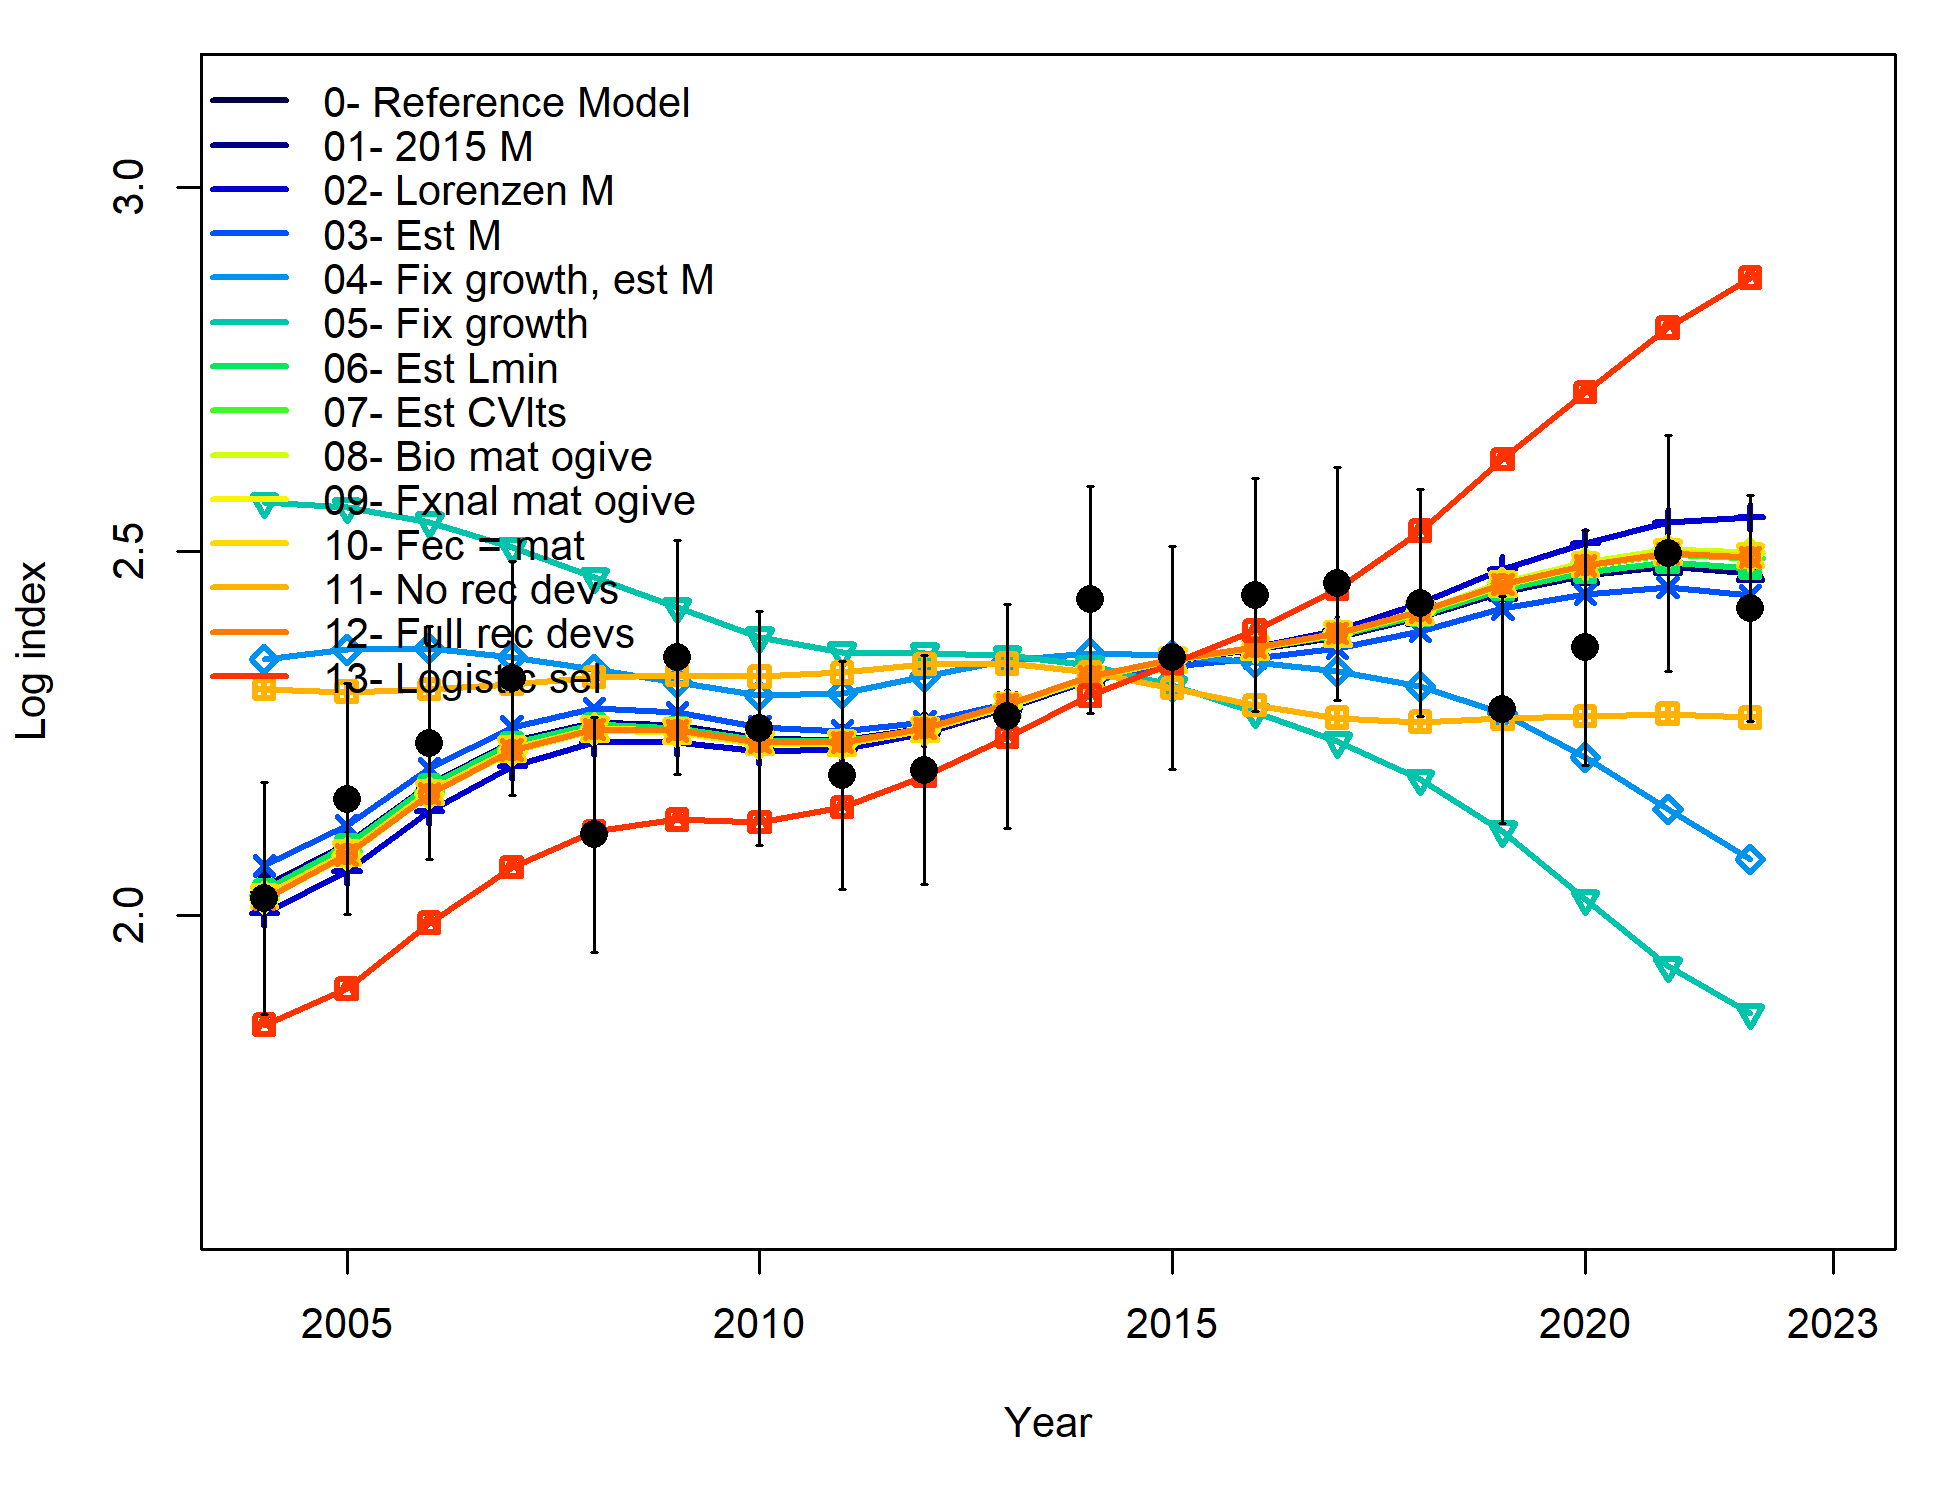 0- Reference Model
01- 2015 M
02- Lorenzen M
03- Est M
04- Fix growth, est M
05- Fix growth
06- Est Lmin
07- Est CVlts
08- Bio mat ogive
09- Fxnal mat ogive
10- Fec = mat
11- No rec devs
12- Full rec devs
13- Logistic sel
3.0
2.5
2.0
Log index
2005 2010 2015 2020 2023
Year